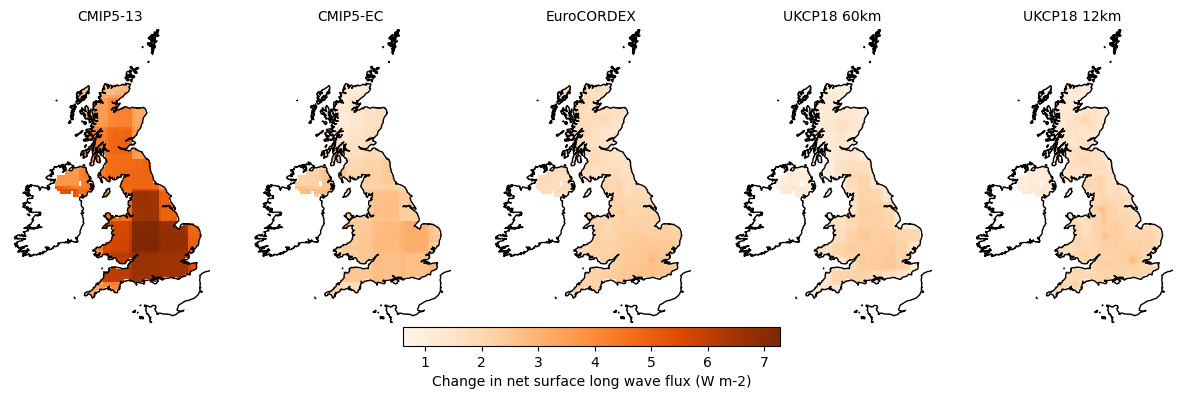 CMIP5-13 CMIP5-EC EuroCORDEX UKCP18 60km UKCP18 12km
1 2 3 4 5 6 7
Change in net surface long wave flux (W m-2)